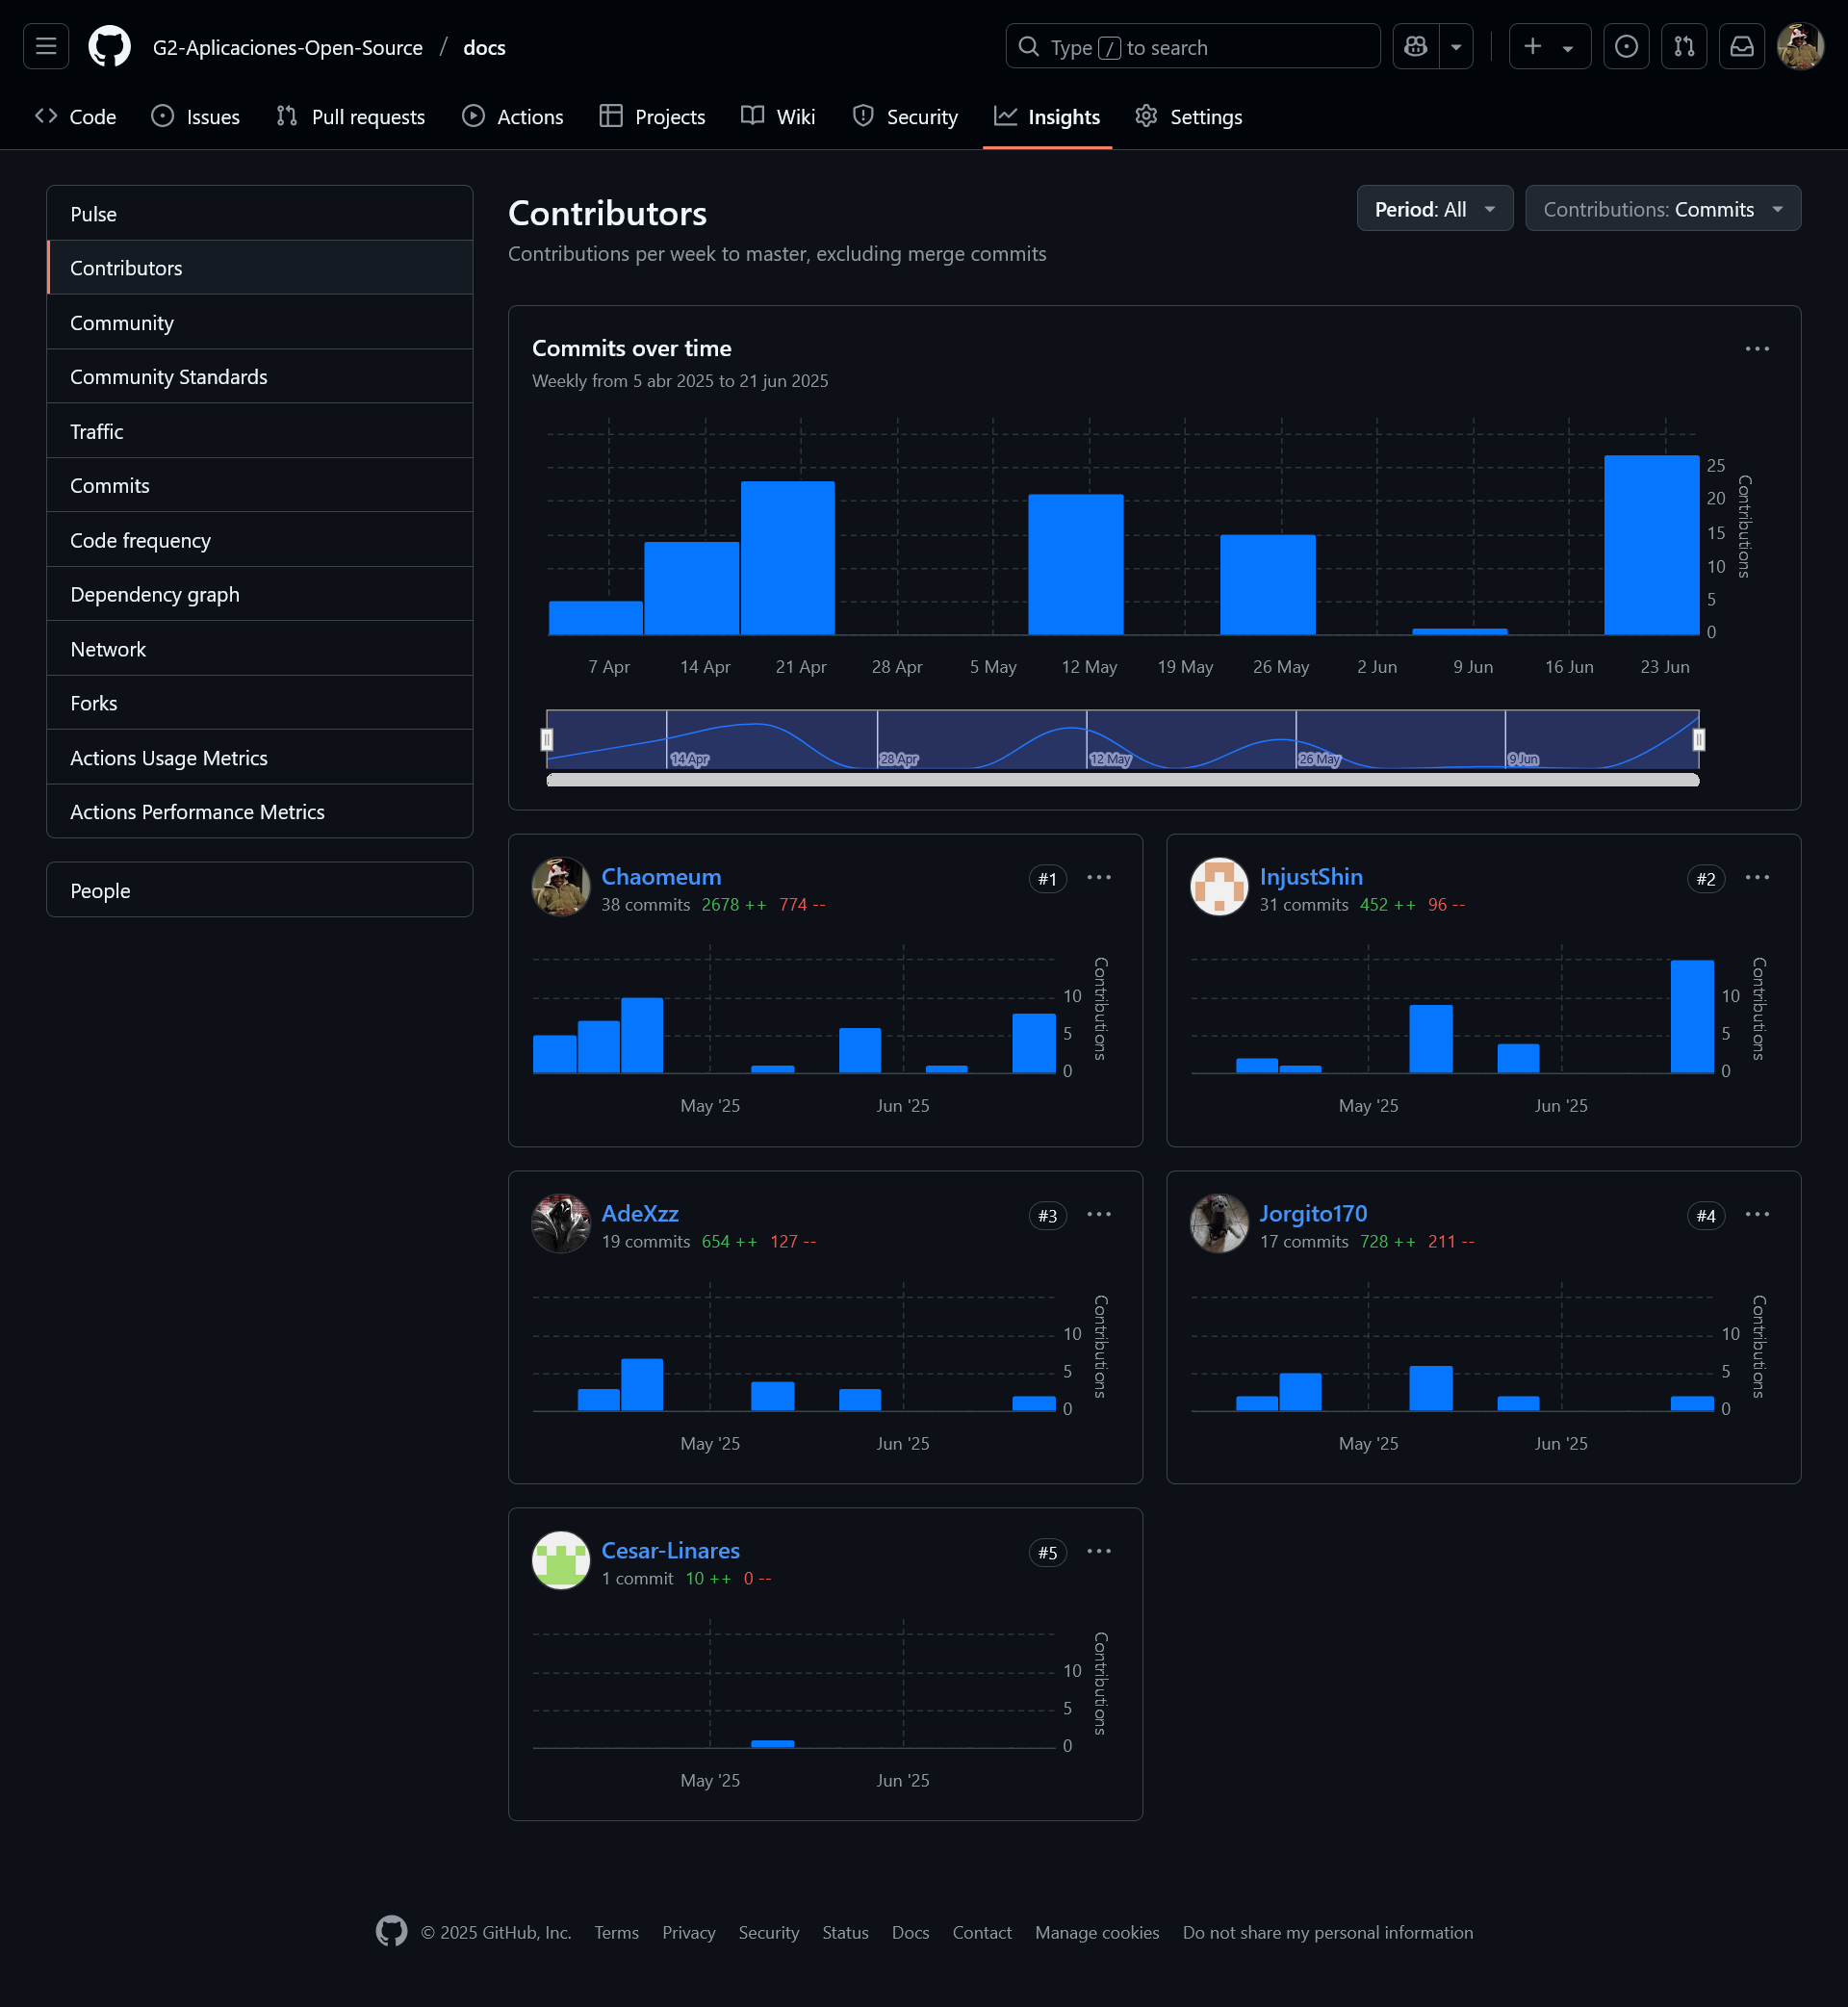 G2-Aplicaciones-Open-Source / docs
Type / to search
Code Issues Pull requests Actions Projects Wiki Security Insights Settings
Pulse
Contributors
Community
Community Standards
Traffic
Commits
Code frequency
Dependency graph
Network
Forks
Actions Usage Metrics
Actions Performance Metrics
People
Contributors
Period: All
Contributions: Commits
Contributions per week to master, excluding merge commits
Commits over time
Weekly from 5 abr 2025 to 21 jun 2025
25
20
15
10
5
0
Contributions
7 Apr 14 Apr 21 Apr 28 Apr 5 May 12 May 19 May 26 May 2 Jun 9 Jun 16 Jun 23 Jun
14 Apr 28 Apr 12 May 26 May 9 Jun
Chaomeum
#1
38 commits 2678 ++ 774 --
10
5
0
Contributions
May '25 Jun '25
InjustShin
#2
31 commits 452 ++ 96 --
10
5
0
Contributions
May '25 Jun '25
AdeXzz
#3
19 commits 654 ++ 127 --
10
5
0
Contributions
May '25 Jun '25
Jorgito170
#4
17 commits 728 ++ 211 --
10
5
0
Contributions
May '25 Jun '25
Cesar-Linares
#5
1 commit 10 ++ 0 --
10
5
0
Contributions
May '25 Jun '25
© 2025 GitHub, Inc. Terms Privacy Security Status Docs Contact Manage cookies Do not share my personal information